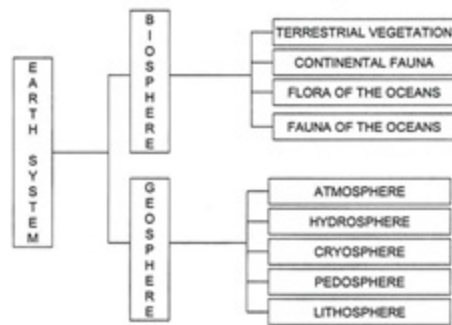 EARTH SYSTEM
BIOSPHERE
TERRESTRIAL VEGETATION
CONTINENTAL FAUNA
FLORA OF THE OCEANS
FAUNA OF THE OCEANS
GEOSPHERE
ATMOSPHERE
HYDROSPHERE
CRYOSPHERE
PEDOSPHERE
LITHOSPHERE